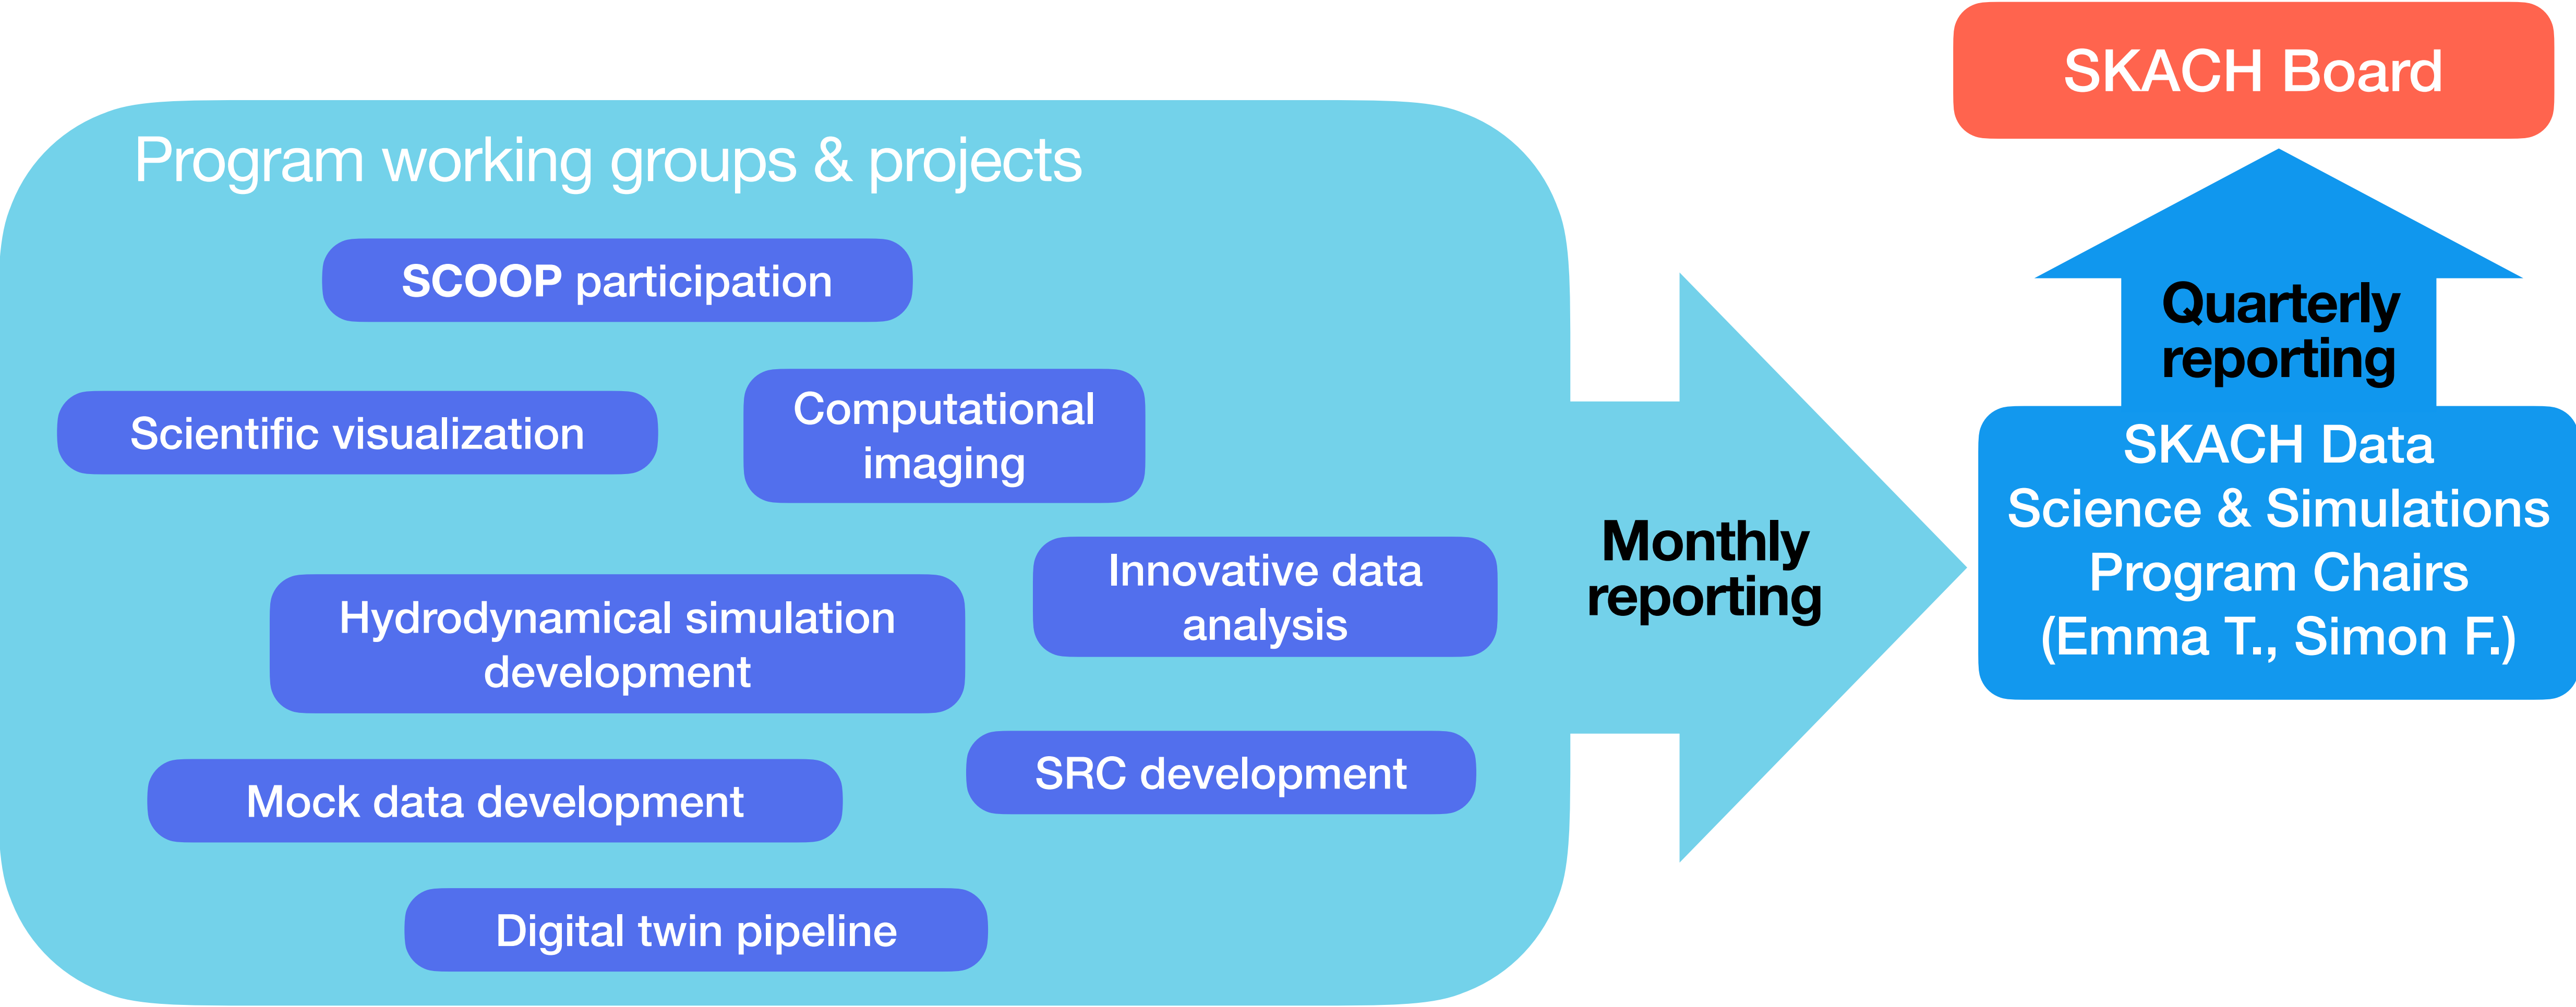 Program working groups & projects
SCOOP participation
Scientific visualization
Computational
imaging
Hydrodynamical simulation
development
Innovative data
analysis
Mock data development
SRC development
Digital twin pipeline
Monthly
reporting
SKACH Board
Quarterly
reporting
SKACH Data
Science & Simulations
Program Chairs
(Emma T., Simon F.)